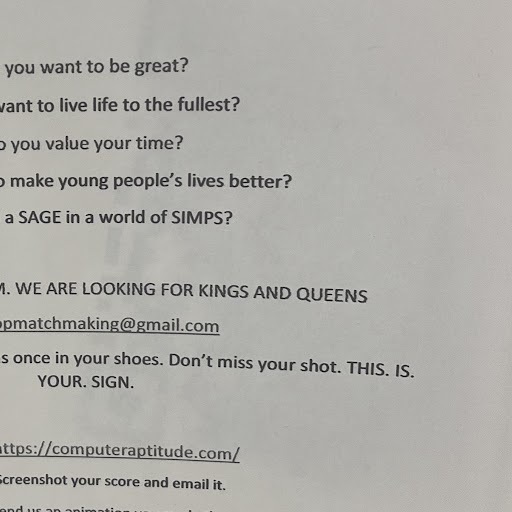 you want to be great?
want to live life to the fullest?
you value your time?
make young people's lives better?
a SAGE in a world of SIMPS?
WE ARE LOOKING FOR KINGS AND QUEENS
pmatchmaking@gmail.com
once in your shoes. Don't miss your shot. THIS. IS.
YOUR. SIGN.
https://computeraptitude.com/
Screenshot your score and email it.
us an animation